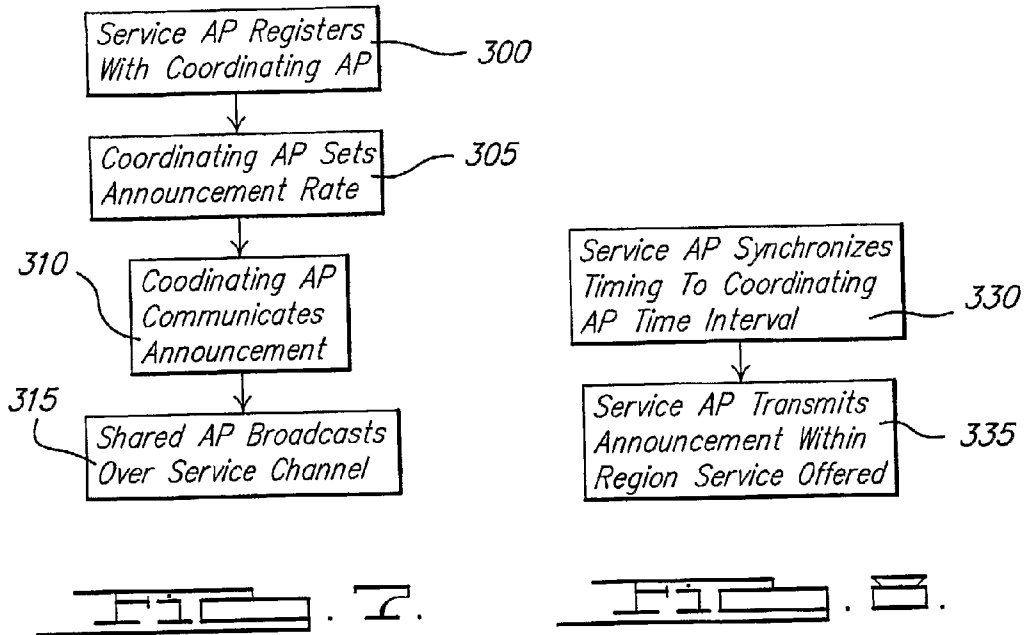 Service AP Registers
With Coordinating AP
300
Coordinating AP Sets
Announcement Rate
305
310
Coodinating AP
Communicates
Announcement
315
Shared AP Broadcasts
Over Service Channel
Service AP Synchronizes
Timing To Coordinating
AP Time Interval
330
Service AP Transmits
Announcement Within
Region Service Offered
335